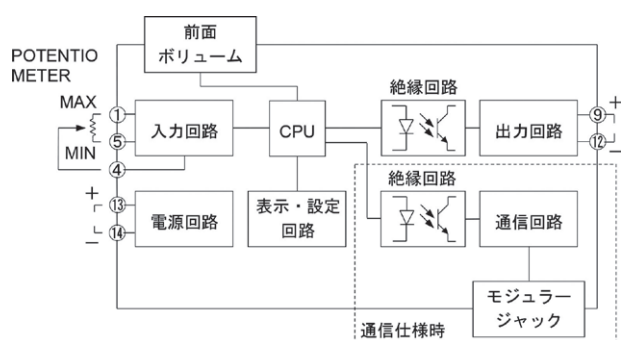 前面
ボリューム
POTENTIO
METER
MAX
①
⑤
MIN
④
入力回路
CPU
絶縁回路
出力回路
⑨
+
⑫
−
+
⑬
−
⑭
電源回路
表示・設定
回路
絶縁回路
通信回路
モジュラー
ジャック
通信仕様時